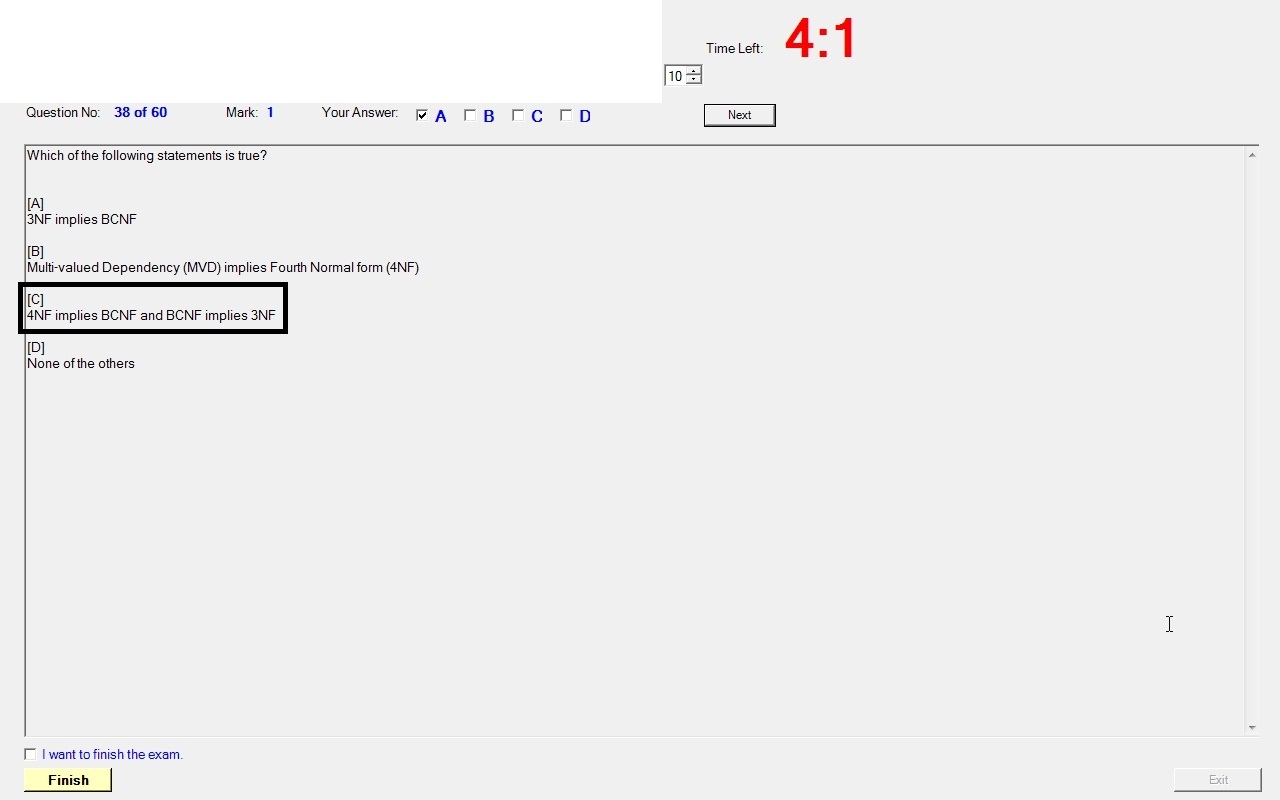 Time Left: 4:1
10
Question No: 38 of 60 Mark: 1 Your Answer: A B C D Next
Which of the following statements is true?
[A]
3NF implies BCNF
[B]
Multi-valued Dependency (MVD) implies Fourth Normal form (4NF)
[C]
4NF implies BCNF and BCNF implies 3NF
[D]
None of the others
I want to finish the exam.
Finish Exit